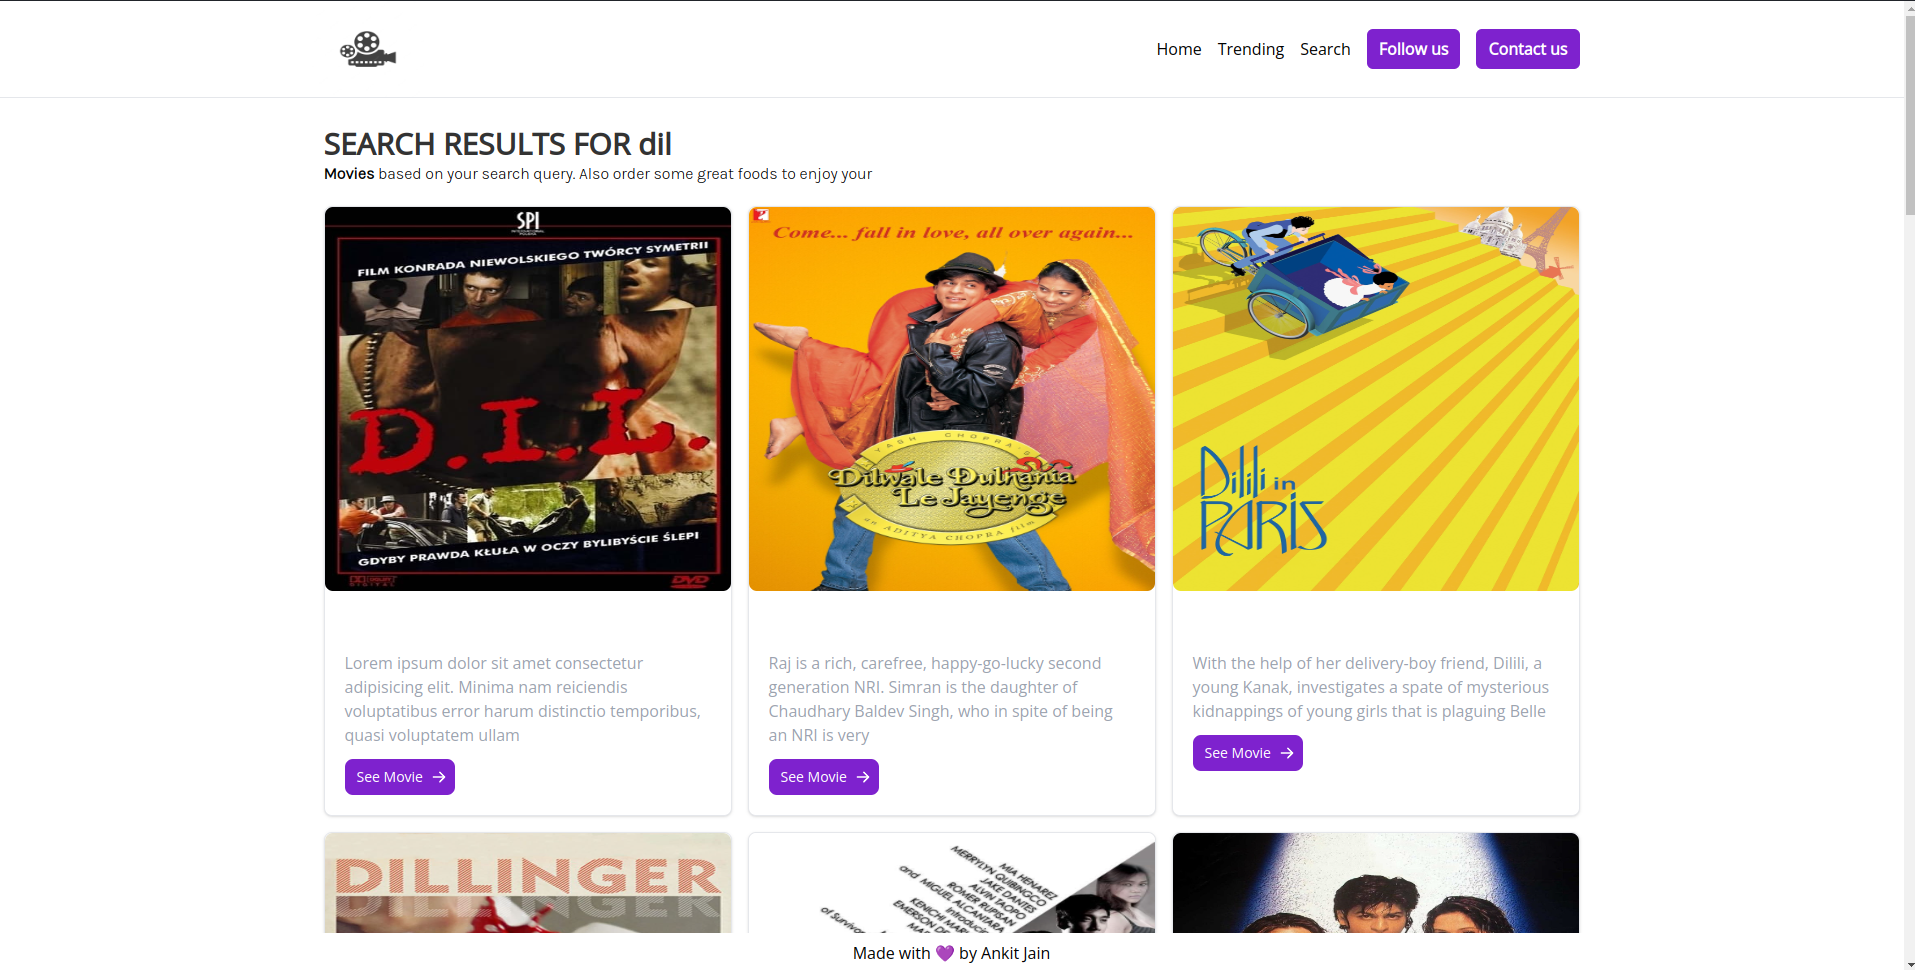 Home Trending Search Follow us Contact us
SEARCH RESULTS FOR dil
Movies based on your search query. Also order some great foods to enjoy your
SPI
FILM KONRADA NIEWOLSKIEGO TWÓRCY SYMETRII
D.I.L.
GDYBY PRAWDA KŁUŁA W OCZY BYLIBYŚCIE ŚLEPI
DVD
Come... fall in love, all over again...
YASH CHOPRA'S
Dilwale Dulhania
Le Jayenge
an ADITYA CHOPRA film
Dilili in
PARIS
Lorem ipsum dolor sit amet consectetur
adipisicing elit. Minima nam reiciendis
voluptatibus error harum distinctio temporibus,
quasi voluptatem ullam
See Movie
Raj is a rich, carefree, happy-go-lucky second
generation NRI. Simran is the daughter of
Chaudhary Baldev Singh, who in spite of being
an NRI is very
See Movie
With the help of her delivery-boy friend, Dilili, a
young Kanak, investigates a spate of mysterious
kidnappings of young girls that is plaguing Belle
See Movie
DILLINGER
DILLINGER
MIA HENAREZ
MERRYLYN QUIBINGCO
JAKE DANTES
ALVIN TAOPO
ROMER RUPISAN
and MIGUEL ALCANTARA
Introducing
KENICHI
EMERSON
of
Made with 💜 by Ankit Jain